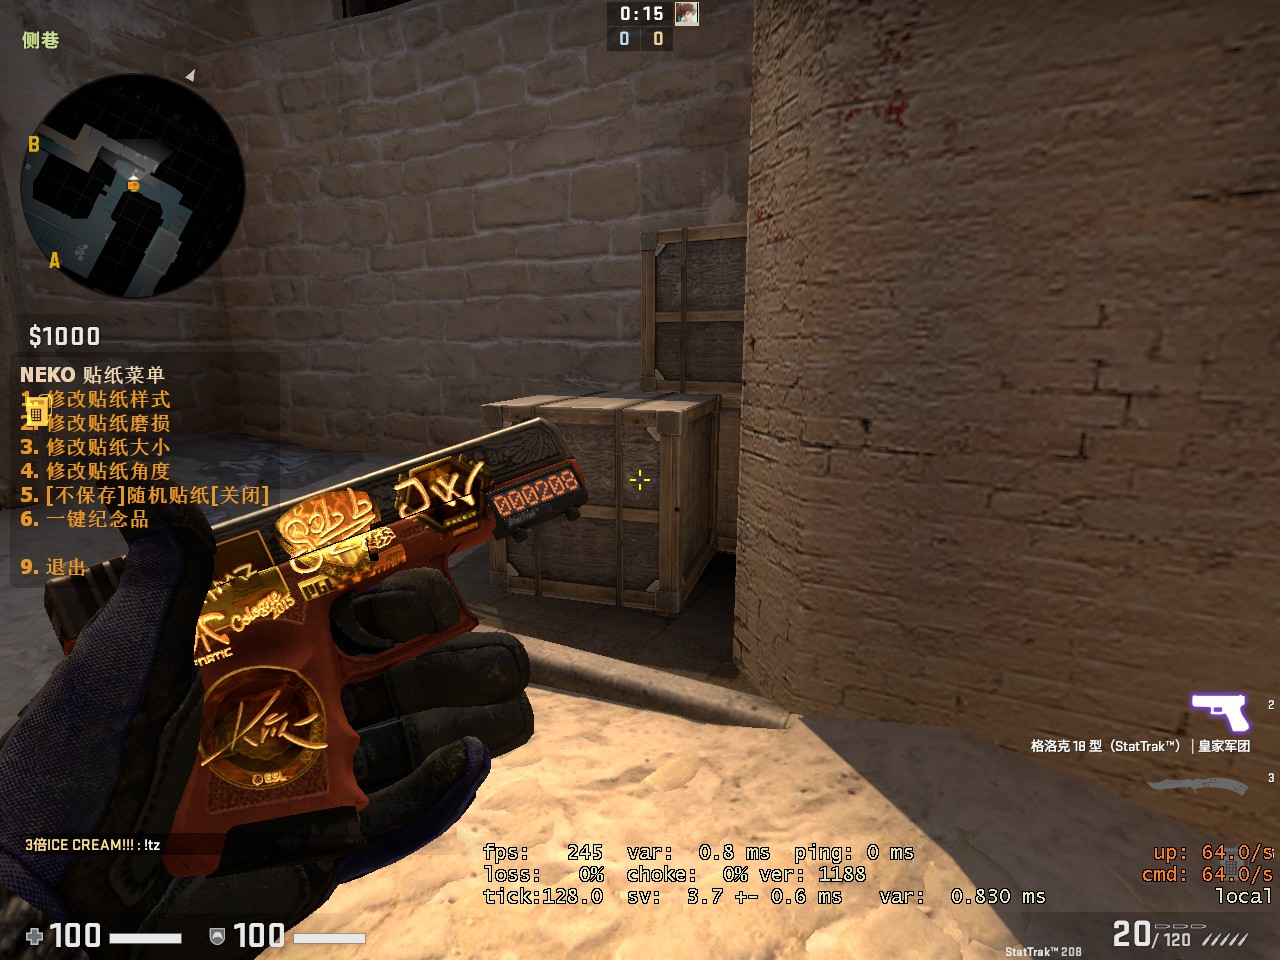 0:15
0 0
侧巷
B
A
$1000
NEKO 贴纸菜单
1. 修改贴纸样式
2. 修改贴纸磨损
3. 修改贴纸大小
4. 修改贴纸角度
5. [不保存]随机贴纸[关闭]
6. 一键纪念品
9. 退出
000208
JW
Cologne
2015
FNATIC
ESL
2
格洛克 18 型（StatTrak™） | 皇家军团
3
3倍ICE CREAM!!! : !tz
fps: 245 var: 0.8 ms ping: 0 ms
loss: 0% choke: 0% ver: 1188
tick:128.0 sv: 3.7 +- 0.6 ms var: 0.830 ms
up: 64.0/s
cmd: 64.0/s
local
100 100
20/120
StatTrak™ 208